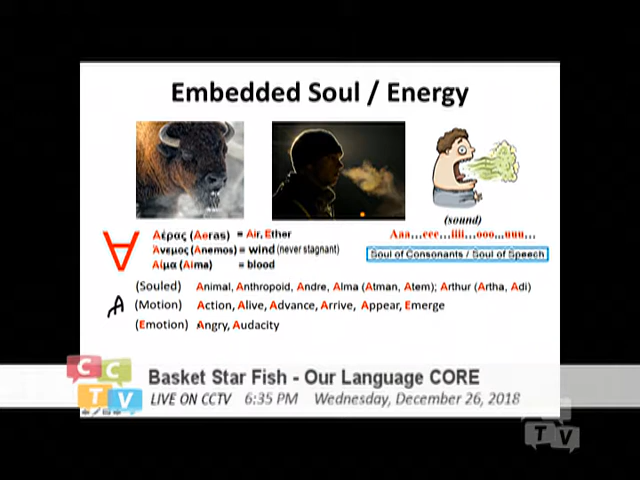 Embedded Soul / Energy
(sound)
∀ Αέρας (Aeras) = Air, Ether
Aaa...eee...iiii...ooo...uuu...
Άνεμος (Anemos) = wind (never stagnant)
Soul of Consonants / Soul of Speech
Αίμα (Aima) = blood
(Souled) Animal, Anthropoid, Andre, Alma (Atman, Atem); Arthur (Artha, Adi)
(Motion) Action, Alive, Advance, Arrive, Appear, Emerge
(Emotion) Angry, Audacity
CCTV
Basket Star Fish - Our Language CORE
LIVE ON CCTV 6:35 PM Wednesday, December 26, 2018
TV